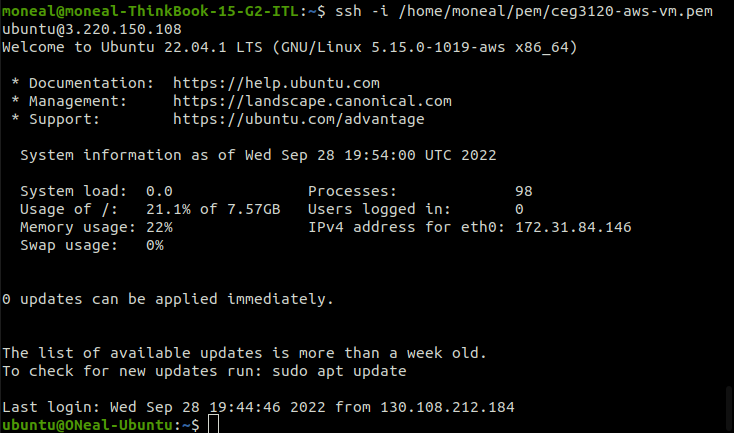 moneal@moneal-ThinkBook-15-G2-ITL:~$ ssh -i /home/moneal/pem/ceg3120-aws-vm.pem
ubuntu@3.220.150.108
Welcome to Ubuntu 22.04.1 LTS (GNU/Linux 5.15.0-1019-aws x86_64)

 * Documentation:  https://help.ubuntu.com
 * Management:     https://landscape.canonical.com
 * Support:        https://ubuntu.com/advantage

  System information as of Wed Sep 28 19:54:00 UTC 2022

  System load:  0.0               Processes:             98
  Usage of /:   21.1% of 7.57GB   Users logged in:       0
  Memory usage: 22%               IPv4 address for eth0: 172.31.84.146
  Swap usage:   0%


0 updates can be applied immediately.


The list of available updates is more than a week old.
To check for new updates run: sudo apt update

Last login: Wed Sep 28 19:44:46 2022 from 130.108.212.184
ubuntu@ONeal-Ubuntu:~$